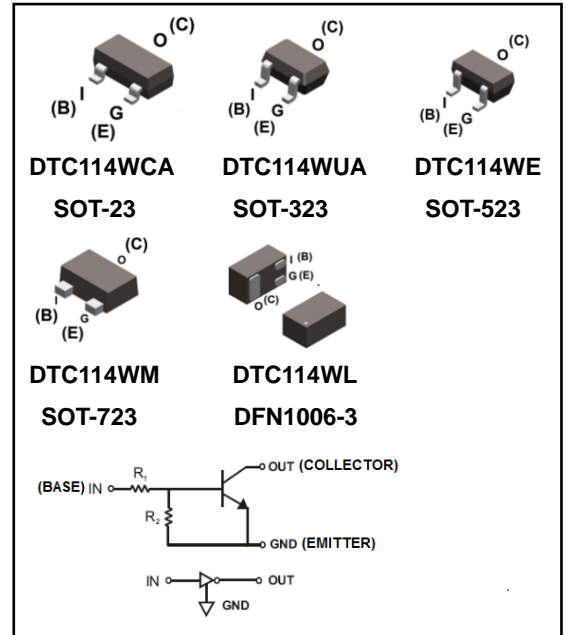 O (C)
(B) I
G
(E)
DTC114WCA
SOT-23
O (C)
(B) I
G
(E)
DTC114WUA
SOT-323
O (C)
(B) I
G
(E)
DTC114WE
SOT-523
(C)
O
I
(B)
G
(E)
DTC114WM
SOT-723
I (B)
G (E)
O (C)
DTC114WL
DFN1006-3
OUT (COLLECTOR)
(BASE) IN R1
R2
GND (EMITTER)
IN OUT
GND